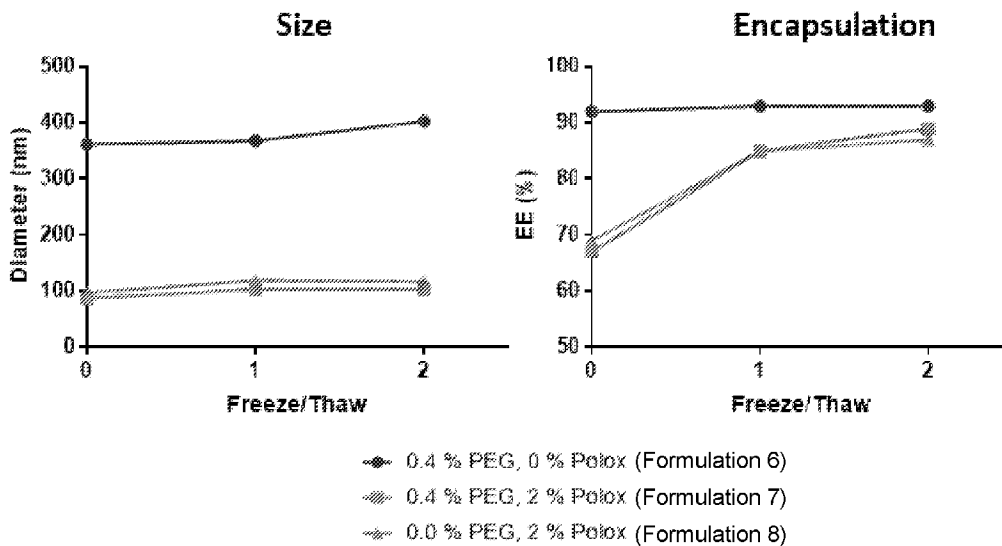 Size
500
400
300
200
100
0
Diameter (nm)
0 1 2
Freeze/Thaw
Encapsulation
100
90
80
70
60
50
EE (%)
0 1 2
Freeze/Thaw
0.4 % PEG, 0 % Polox (Formulation 6)
0.4 % PEG, 2 % Polox (Formulation 7)
0.0 % PEG, 2 % Polox (Formulation 8)